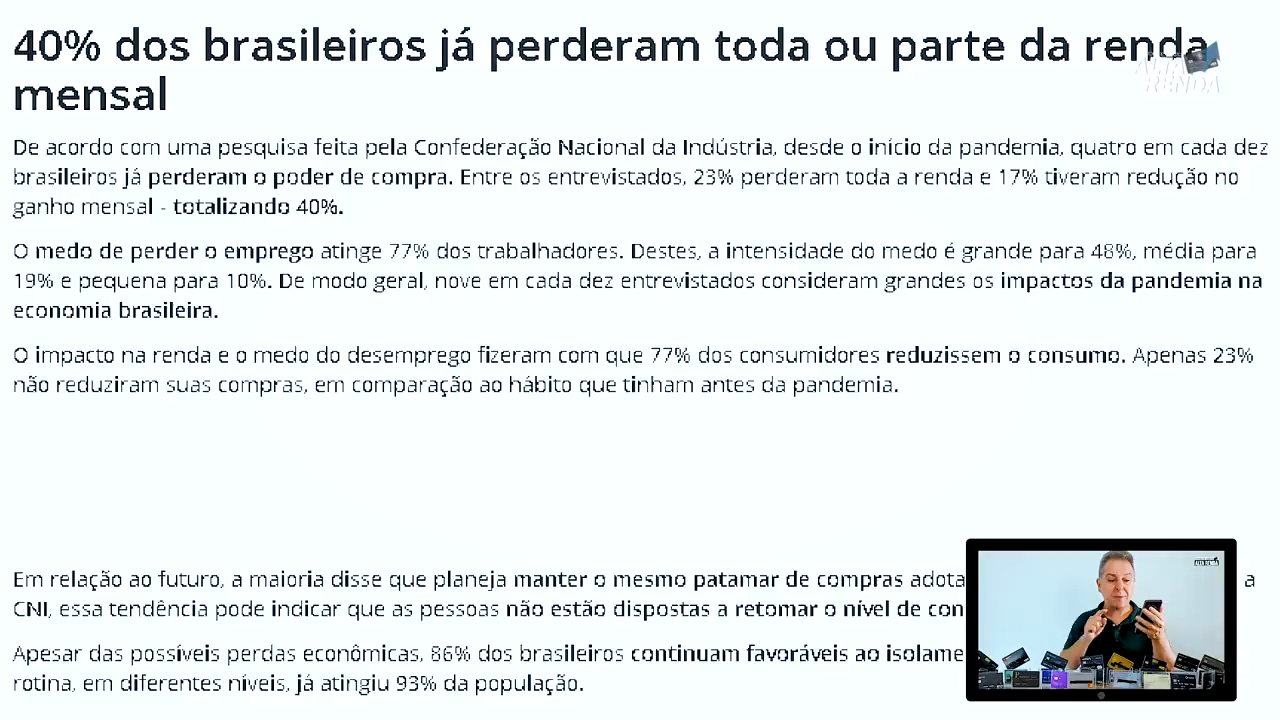 40% dos brasileiros já perderam toda ou parte da renda
mensal
ALTA
RENDA
De acordo com uma pesquisa feita pela Confederação Nacional da Indústria, desde o início da pandemia, quatro em cada dez
brasileiros já perderam o poder de compra. Entre os entrevistados, 23% perderam toda a renda e 17% tiveram redução no
ganho mensal - totalizando 40%.
O medo de perder o emprego atinge 77% dos trabalhadores. Destes, a intensidade do medo é grande para 48%, média para
19% e pequena para 10%. De modo geral, nove em cada dez entrevistados consideram grandes os impactos da pandemia na
economia brasileira.
O impacto na renda e o medo do desemprego fizeram com que 77% dos consumidores reduzissem o consumo. Apenas 23%
não reduziram suas compras, em comparação ao hábito que tinham antes da pandemia.
Em relação ao futuro, a maioria disse que planeja manter o mesmo patamar de compras adota a
CNI, essa tendência pode indicar que as pessoas não estão dispostas a retomar o nível de con
Apesar das possíveis perdas econômicas, 86% dos brasileiros continuam favoráveis ao isolame
rotina, em diferentes níveis, já atingiu 93% da população.
ALTA RENDA